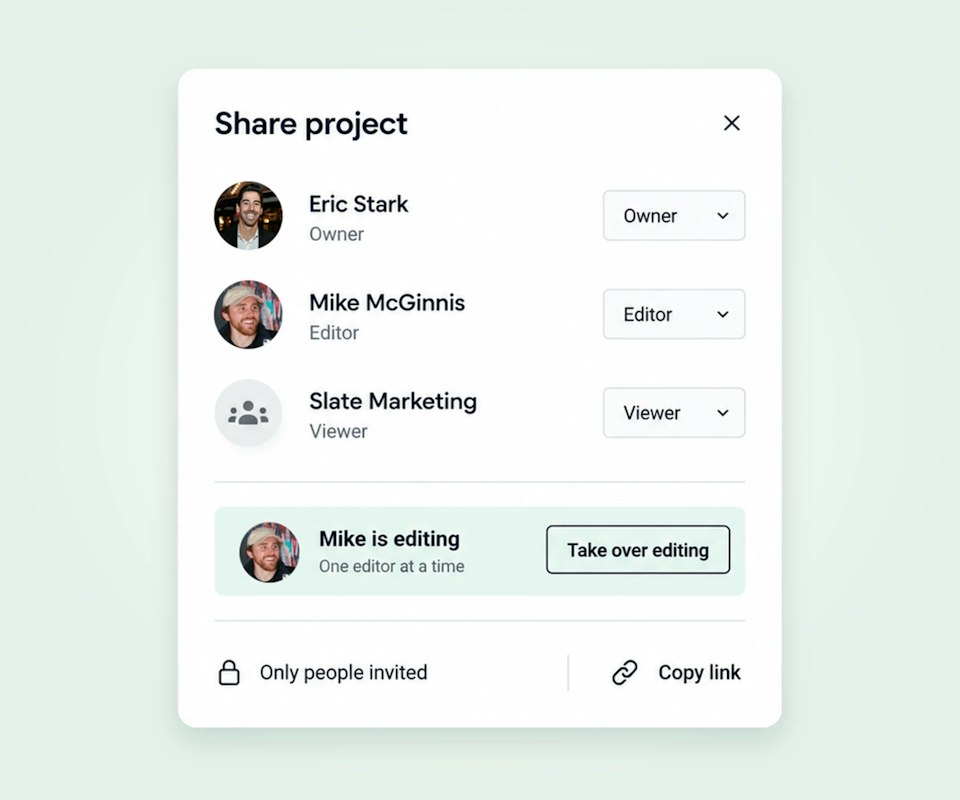 Share project
Eric Stark
Owner
Owner
Mike McGinnis
Editor
Editor
Slate Marketing
Viewer
Viewer
Mike is editing
One editor at a time
Take over editing
Only people invited
Copy link